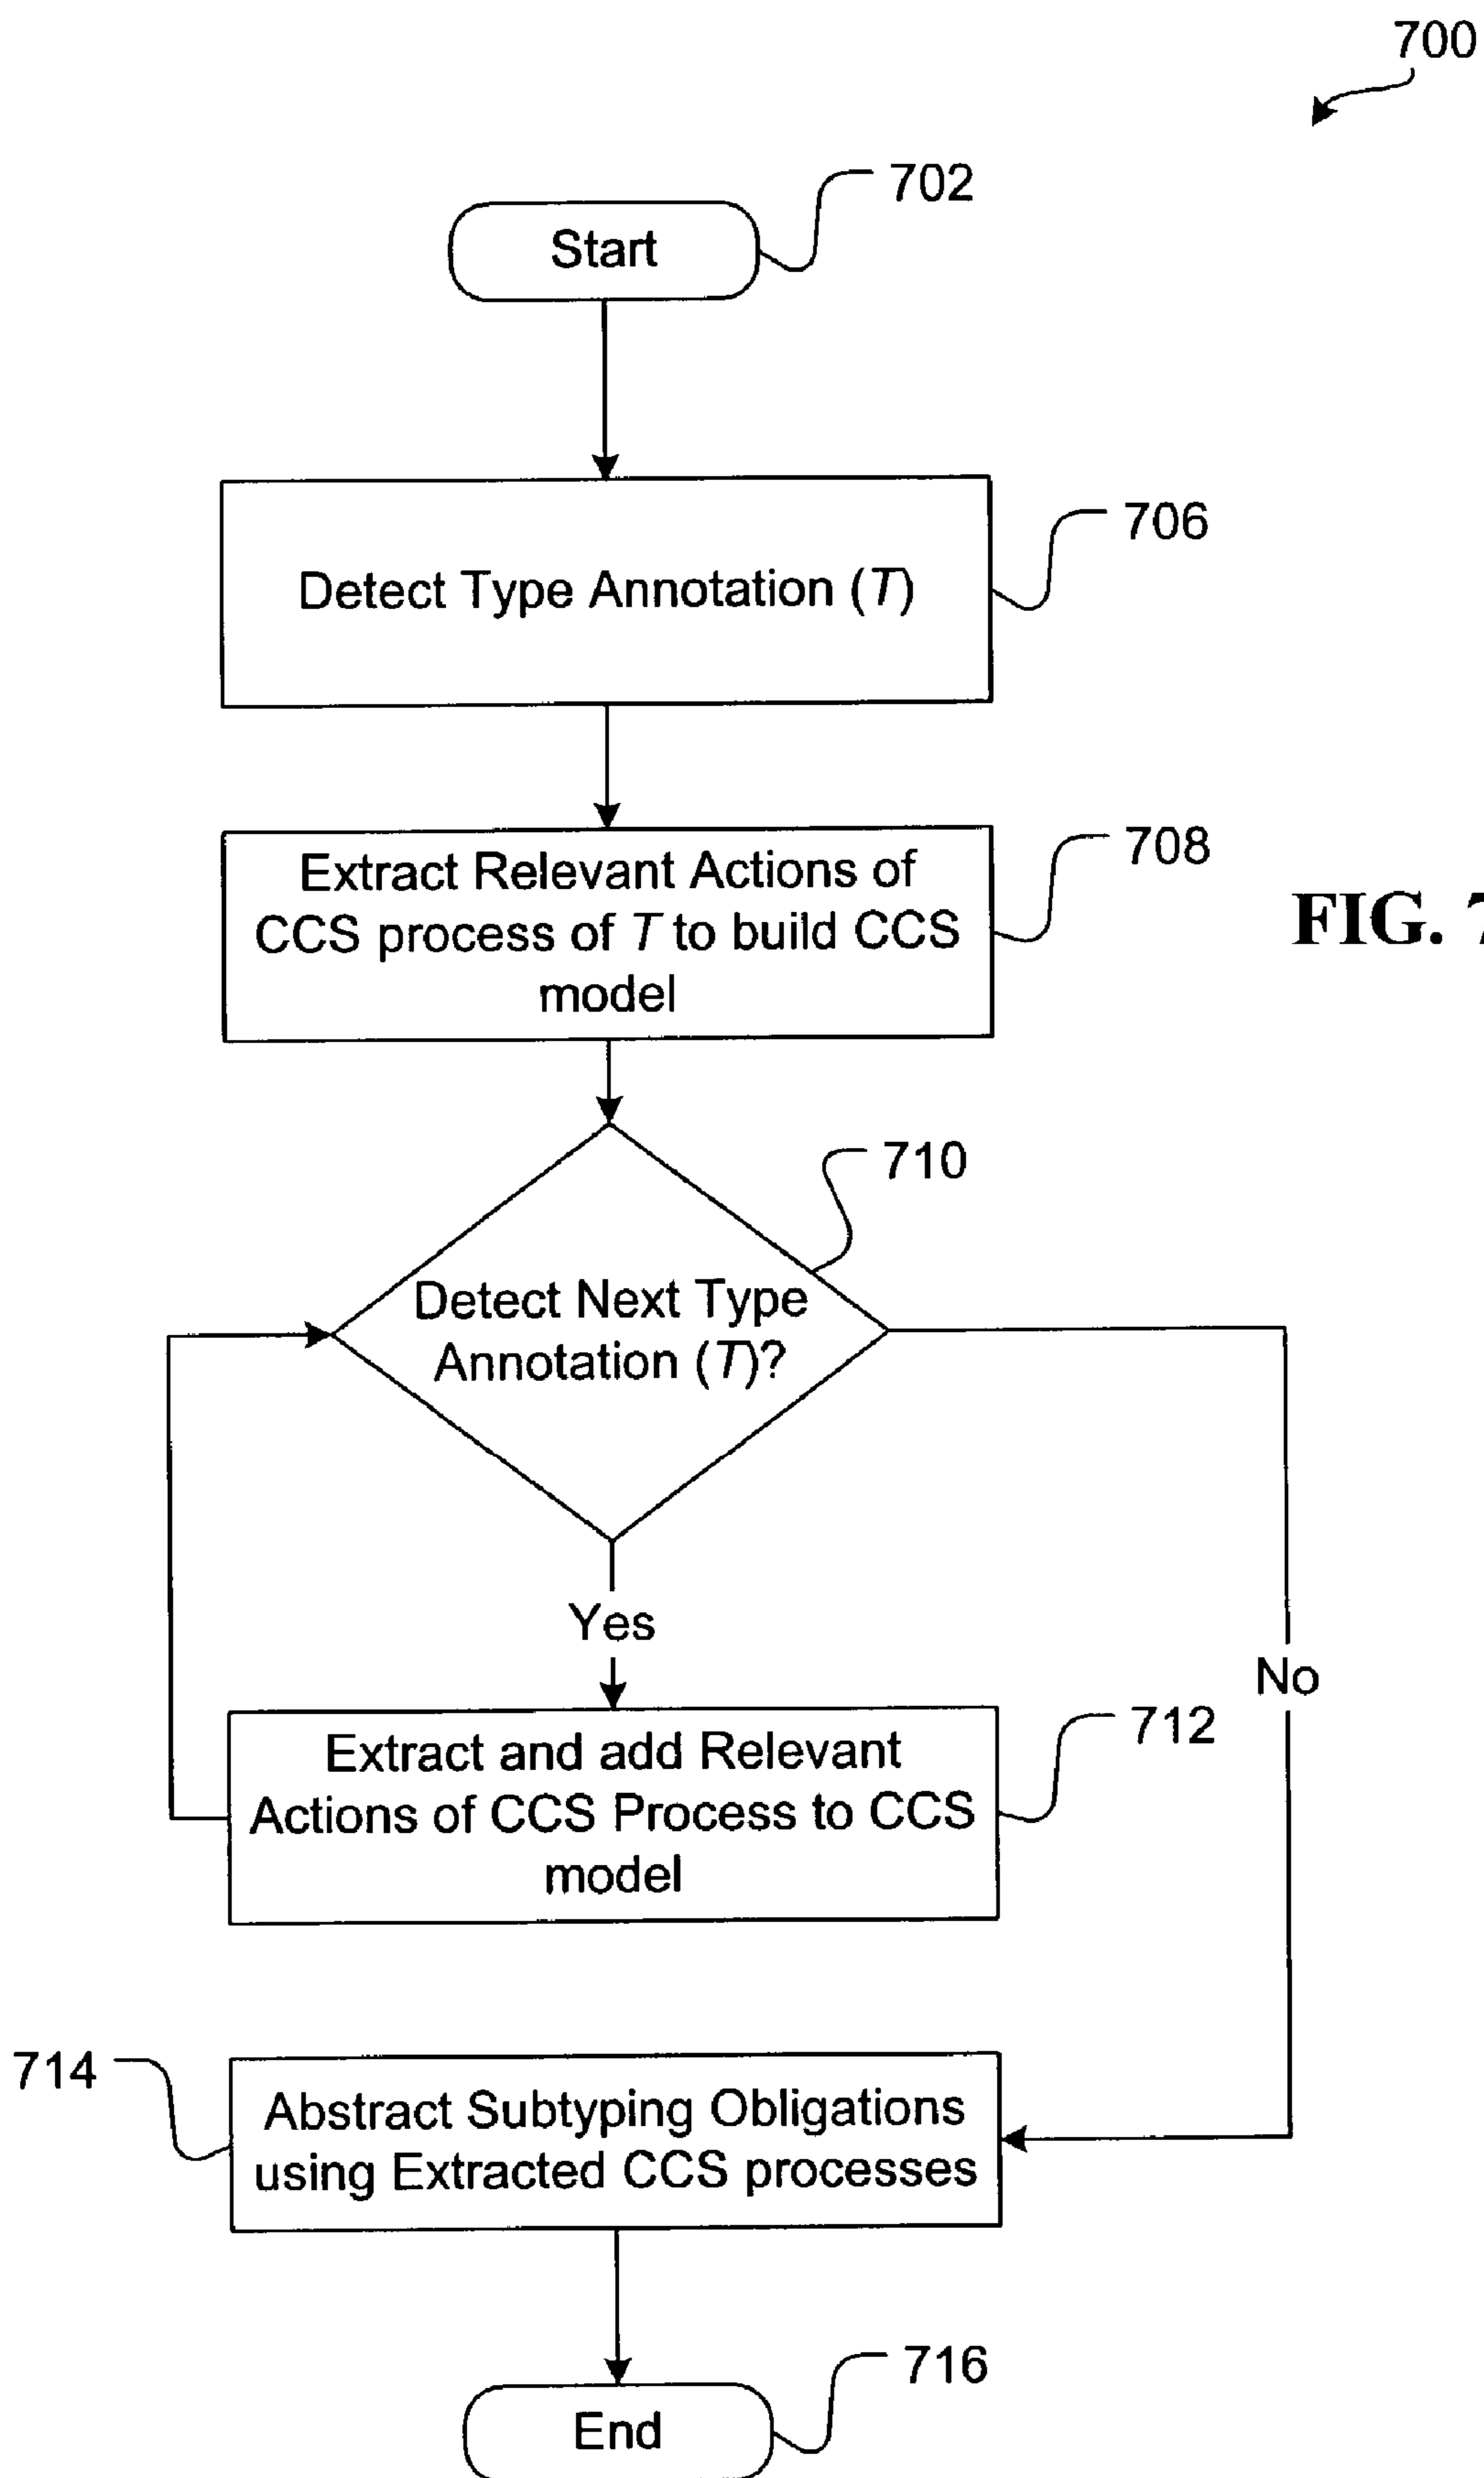 700
702
Start
706
Detect Type Annotation (T)
708
Extract Relevant Actions of
CCS process of T to build CCS
model
FIG. 7
710
Detect Next Type
Annotation (T)?
Yes
No
712
Extract and add Relevant
Actions of CCS Process to CCS
model
714
Abstract Subtyping Obligations
using Extracted CCS processes
716
End